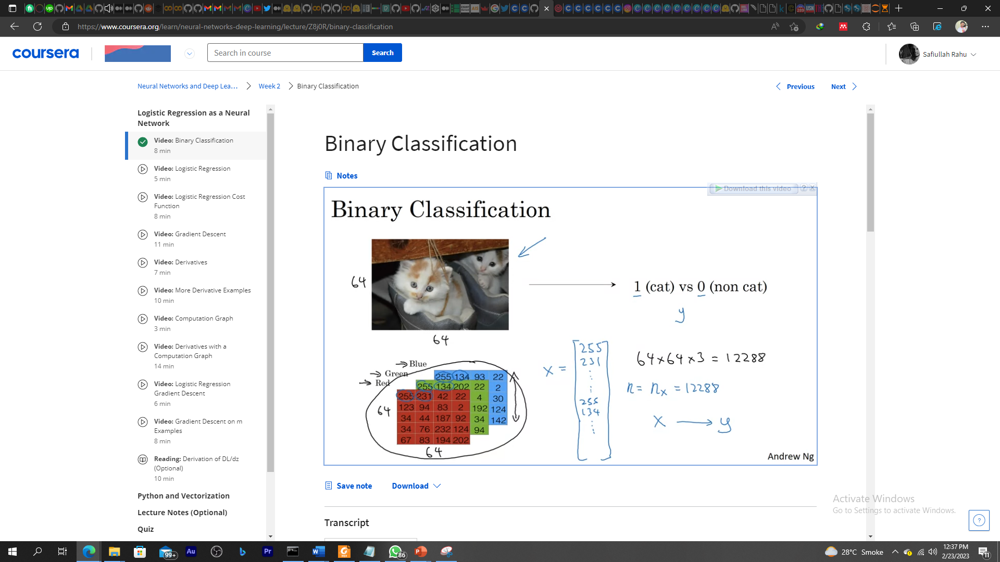 https://www.coursera.org/learn/neural-networks-deep-learning/lecture/Z8j0R/binary-classification
coursera
Search in course
Search
Safiullah Rahu
Neural Networks and Deep Lea...
Week 2
Binary Classification
Previous
Next
Logistic Regression as a Neural
Network
Video: Binary Classification
8 min
Video: Logistic Regression
5 min
Video: Logistic Regression Cost
Function
8 min
Video: Gradient Descent
11 min
Video: Derivatives
7 min
Video: More Derivative Examples
10 min
Video: Computation Graph
3 min
Video: Derivatives with a
Computation Graph
14 min
Video: Logistic Regression
Gradient Descent
6 min
Video: Gradient Descent on m
Examples
8 min
Reading: Derivation of DL/dz
(Optional)
10 min
Python and Vectorization
Lecture Notes (Optional)
Quiz
Binary Classification
Notes
Download this video
Binary Classification
64
64
1 (cat) vs 0 (non cat)
y
Blue
Green
Red
255 134 93 22
255 134 202 22 2
255 231 42 22 4 30
123 94 83 2 192 124
34 44 187 92 34 142
34 76 232 124 94
67 83 194 202
64
64
x =
255
231
⋮
255
134
⋮
64 x 64 x 3 = 12288
n = nx = 12288
X → y
Andrew Ng
Save note
Download
Transcript
Activate Windows
Go to Settings to activate Windows.
99+
Au
Pr
86
28°C Smoke
12:37 PM
2/23/2023
11